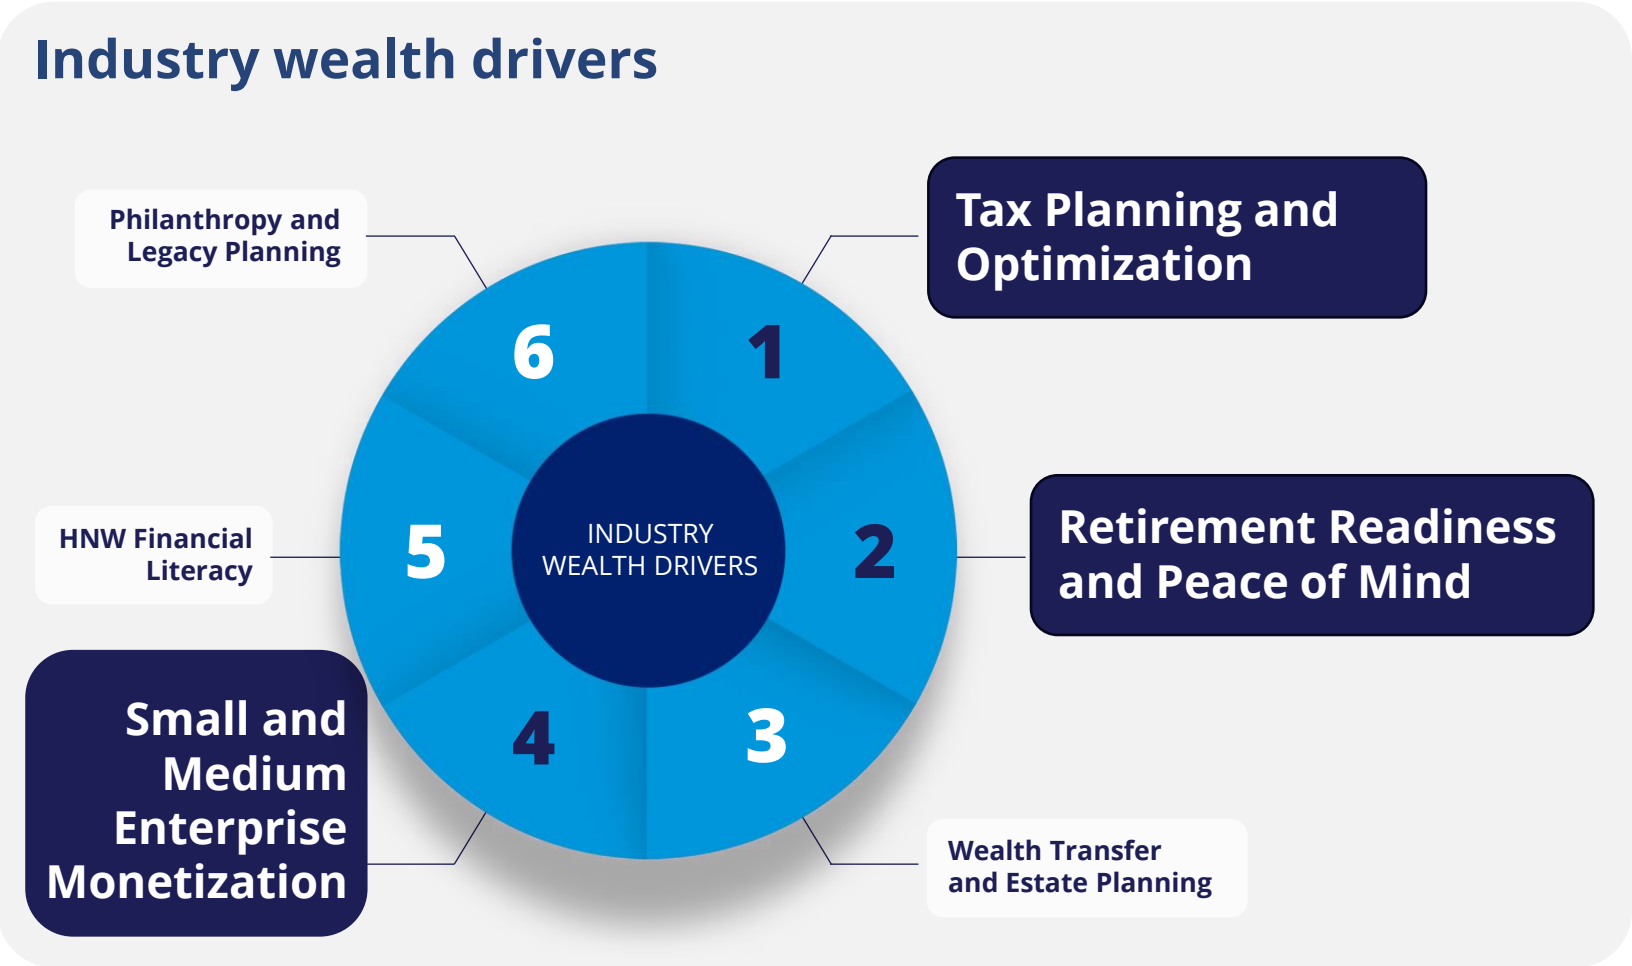 Industry wealth drivers
Philanthropy and
Legacy Planning
Tax Planning and
Optimization
6
1
HNW Financial
Literacy
5
INDUSTRY
WEALTH DRIVERS
2
Retirement Readiness
and Peace of Mind
Small and
Medium
Enterprise
Monetization
4
3
Wealth Transfer
and Estate Planning